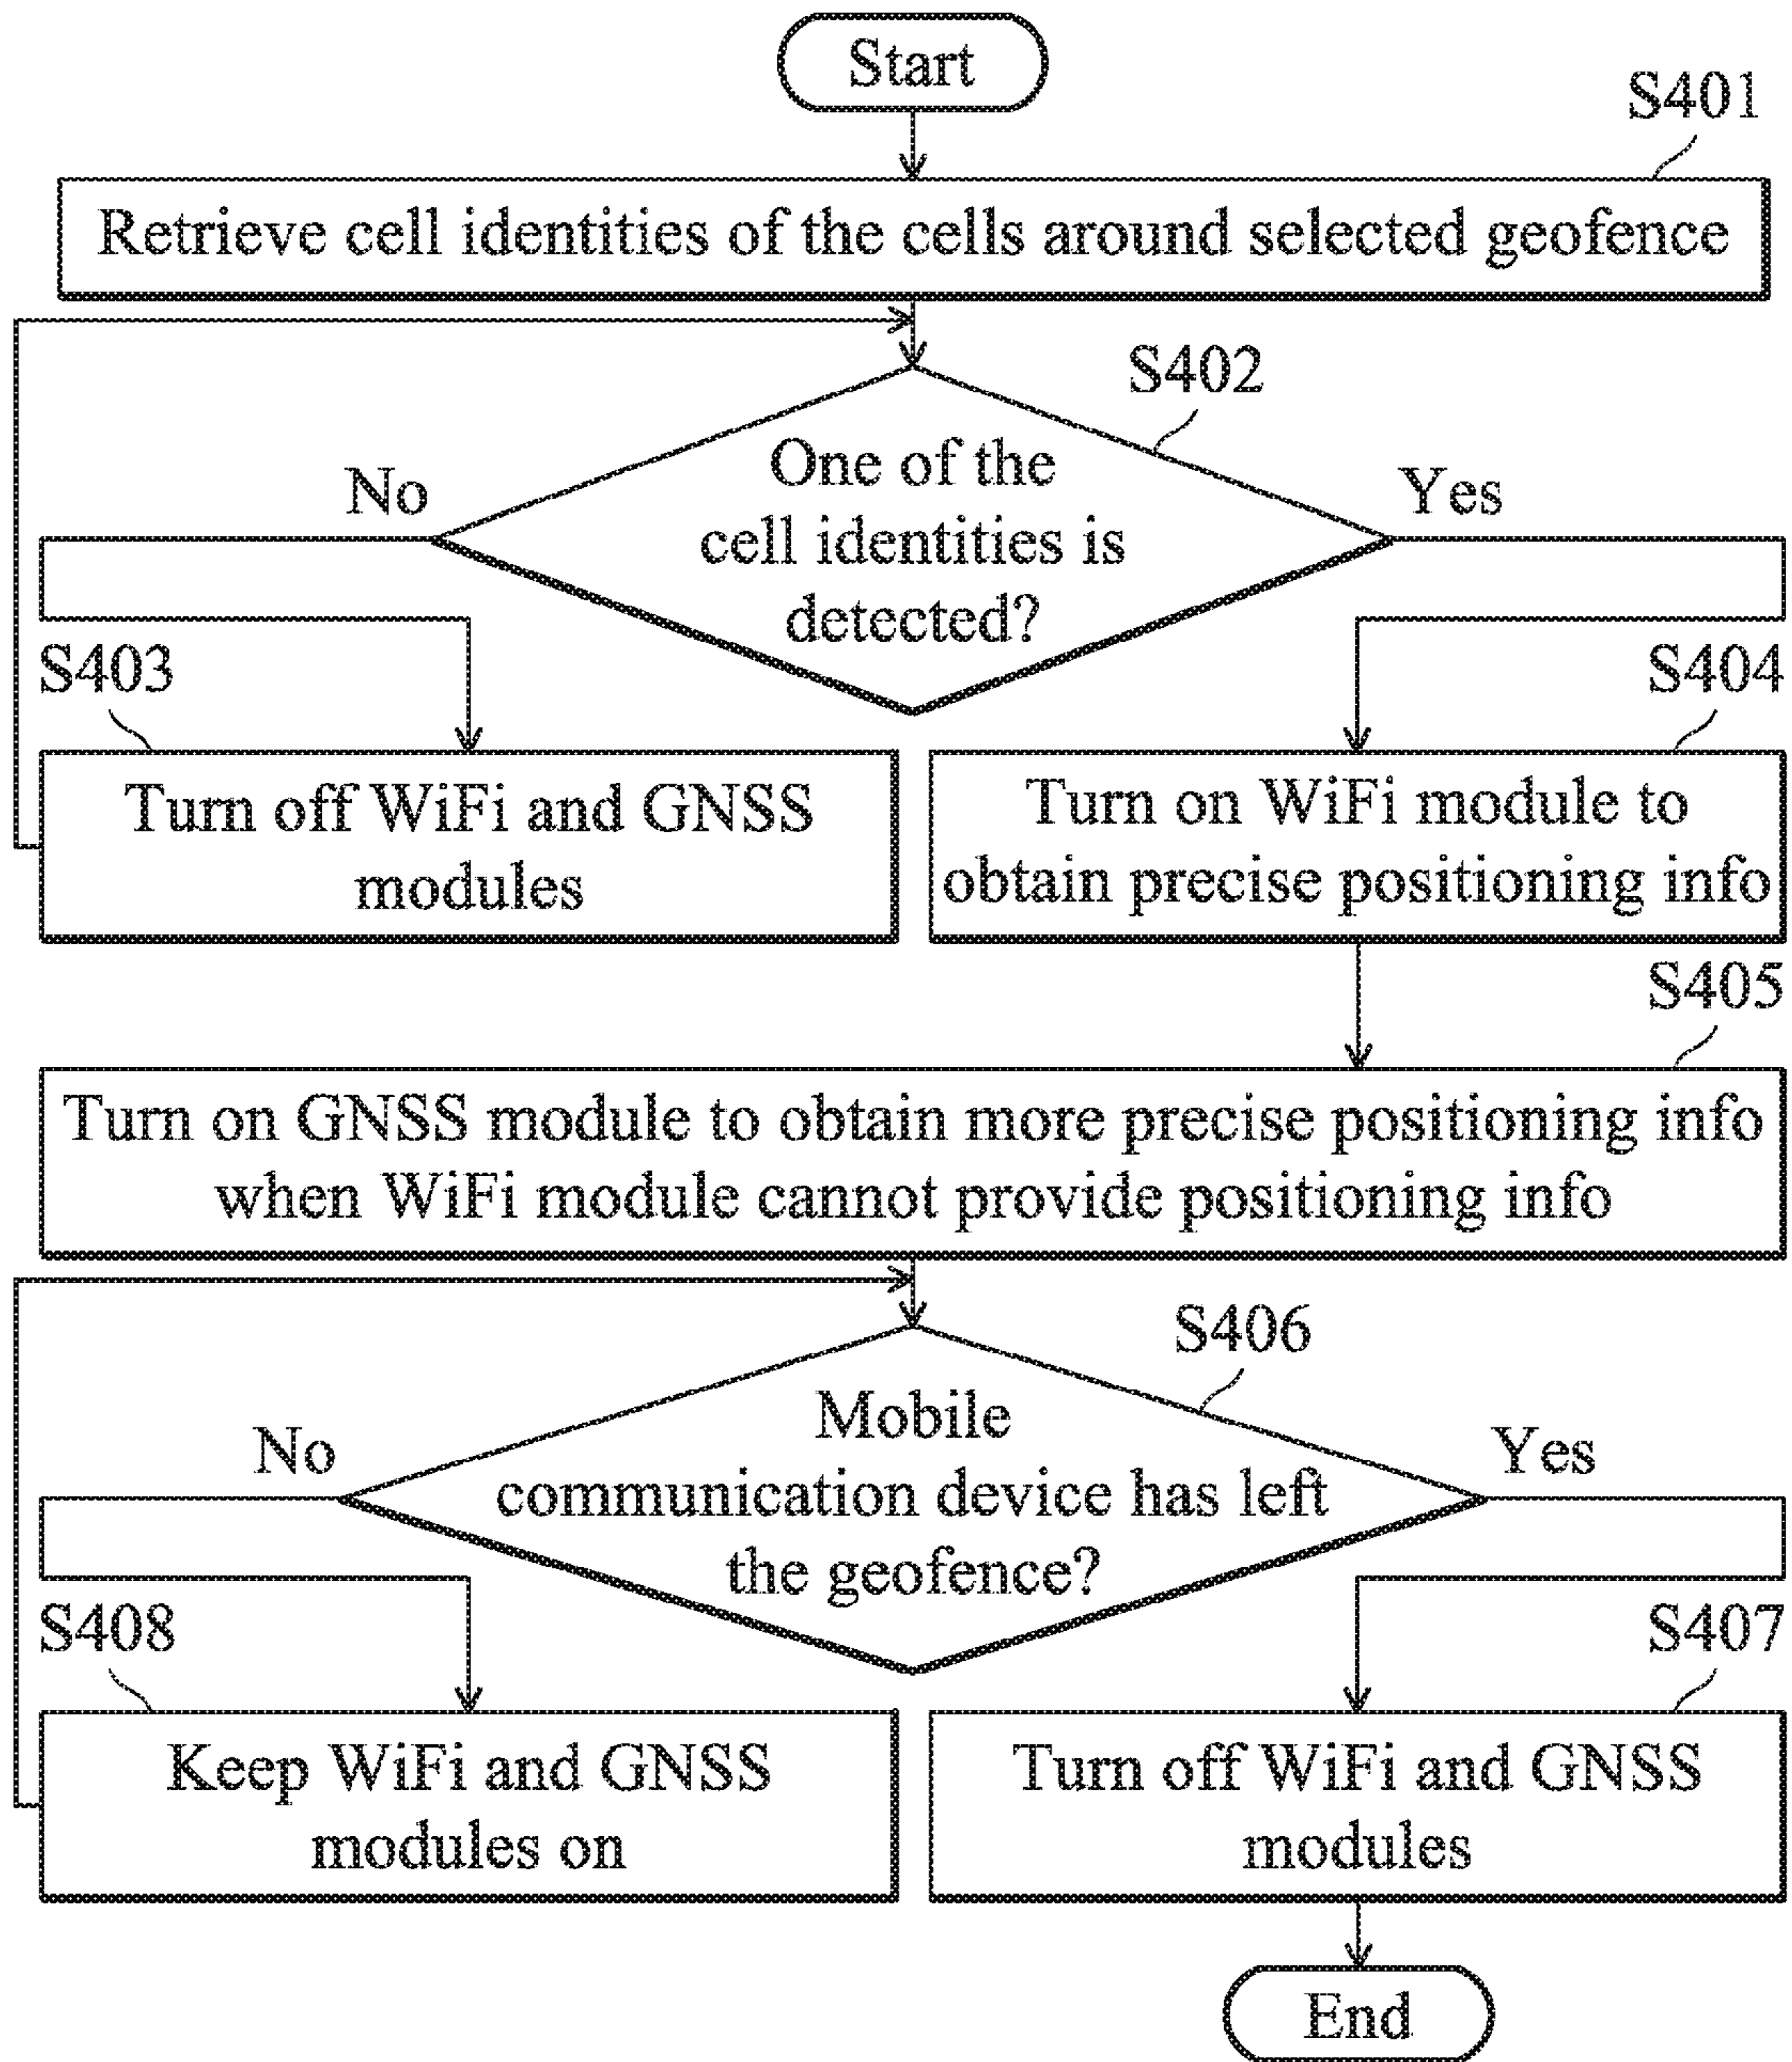 Start
S401
Retrieve cell identities of the cells around selected geofence
S402
One of the
cell identities is
detected?
No
Yes
S403
S404
Turn off WiFi and GNSS
modules
Turn on WiFi module to
obtain precise positioning info
S405
Turn on GNSS module to obtain more precise positioning info
when WiFi module cannot provide positioning info
S406
Mobile
communication device has left
the geofence?
No
Yes
S408
S407
Keep WiFi and GNSS
modules on
Turn off WiFi and GNSS
modules
End